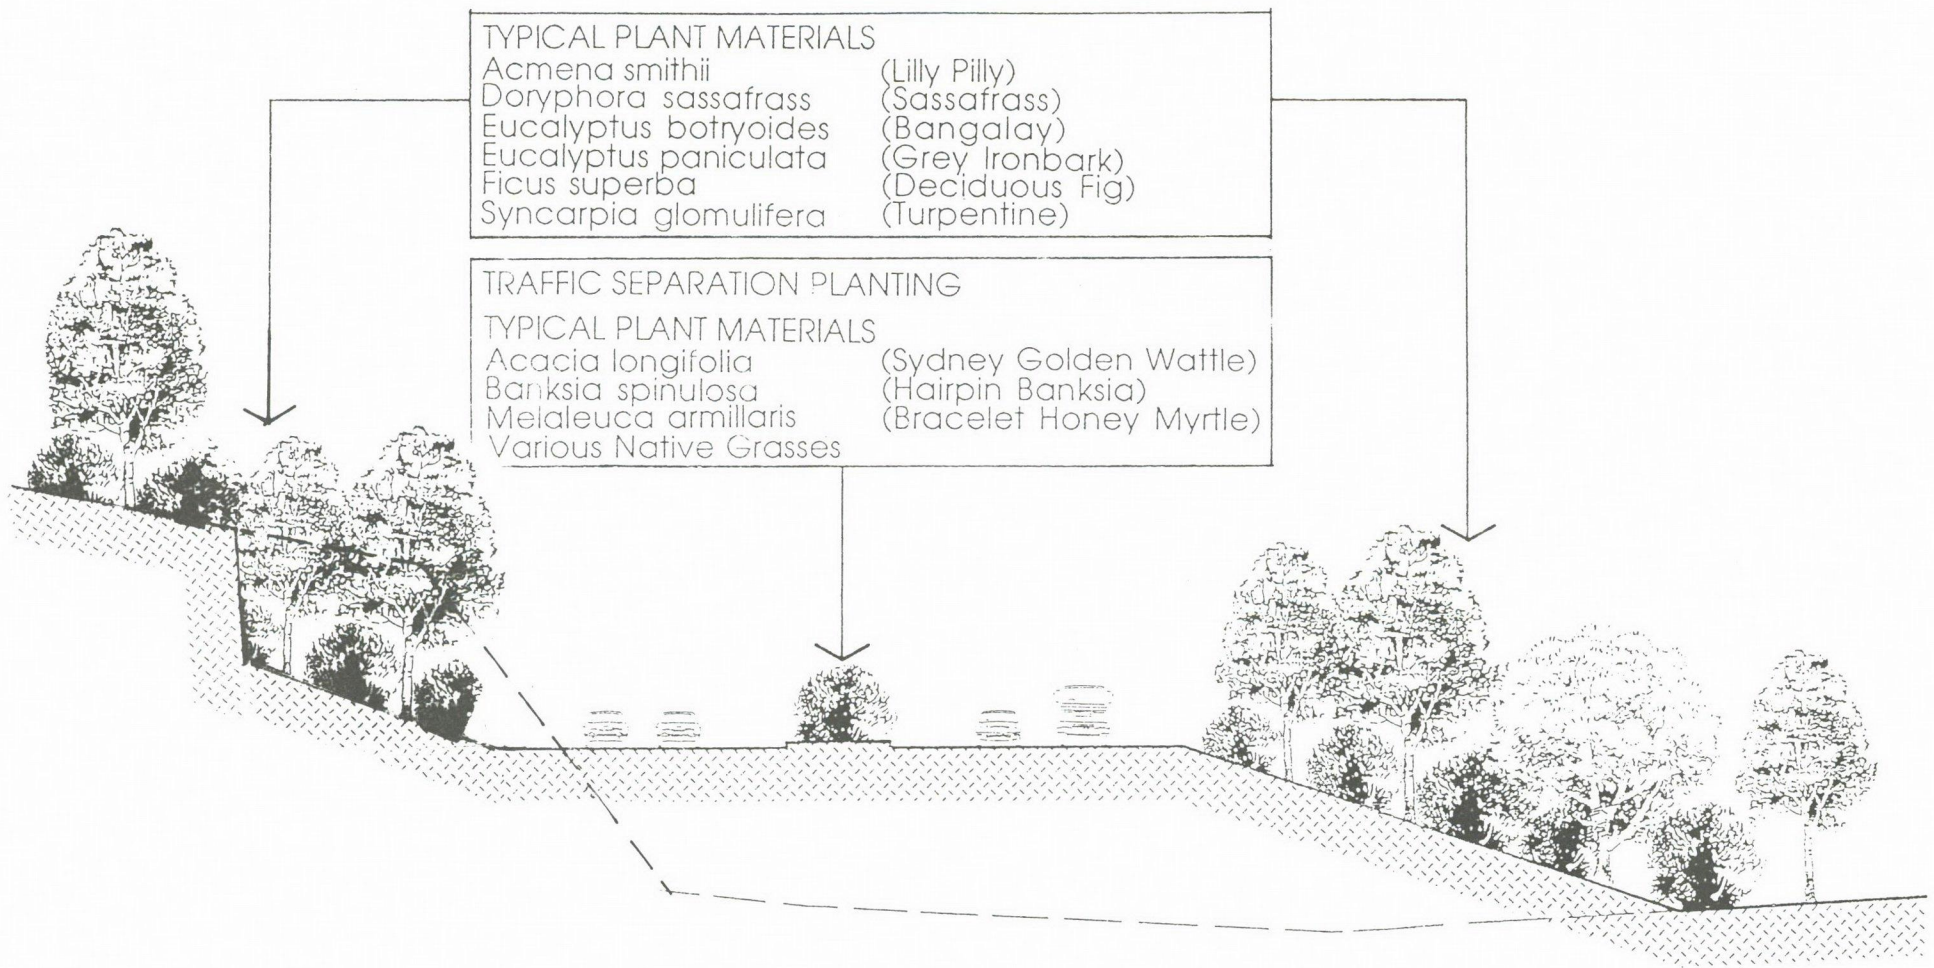 TYPICAL PLANT MATERIALS
Acmena smithii (Lilly Pilly)
Doryphora sassafrass (Sassafrass)
Eucalyptus botryoides (Bangalay)
Eucalyptus paniculata (Grey Ironbark)
Ficus superba (Deciduous Fig)
Syncarpia glomulifera (Turpentine)
TRAFFIC SEPARATION PLANTING
TYPICAL PLANT MATERIALS
Acacia longifolia (Sydney Golden Wattle)
Banksia spinulosa (Hairpin Banksia)
Melaleuca armillaris (Bracelet Honey Myrtle)
Various Native Grasses